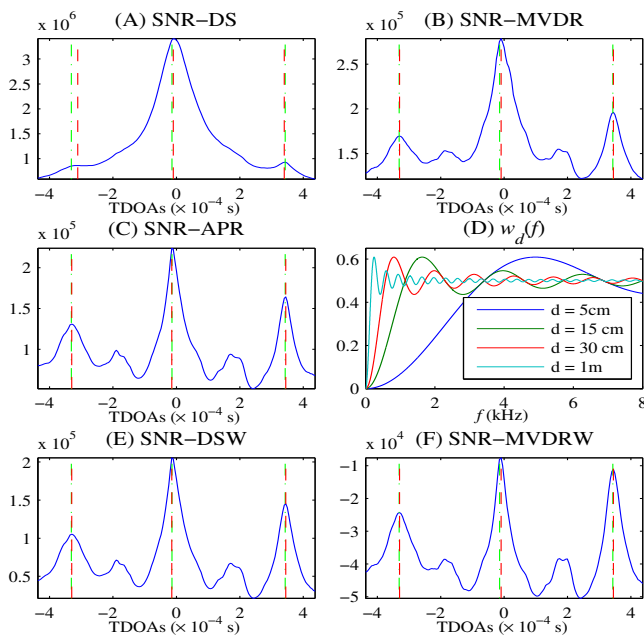 (A) SNR−DS
x 10^6
3
2.5
2
1.5
1
−4 −2 0 2 4
TDOAs (× 10^−4 s)
(B) SNR−MVDR
x 10^5
2.5
2
1.5
−4 −2 0 2 4
TDOAs (× 10^−4 s)
(C) SNR−APR
x 10^5
2
1.5
1
−4 −2 0 2 4
TDOAs (× 10^−4 s)
(D) w_d(f)
0.6
0.4
0.2
0
d = 5cm
d = 15 cm
d = 30 cm
d = 1m
0 2 4 6 8
f (kHz)
(E) SNR−DSW
x 10^5
2
1.5
1
0.5
−4 −2 0 2 4
TDOAs (× 10^−4 s)
(F) SNR−MVDRW
x 10^4
−1
−2
−3
−4
−5
−4 −2 0 2 4
TDOAs (× 10^−4 s)